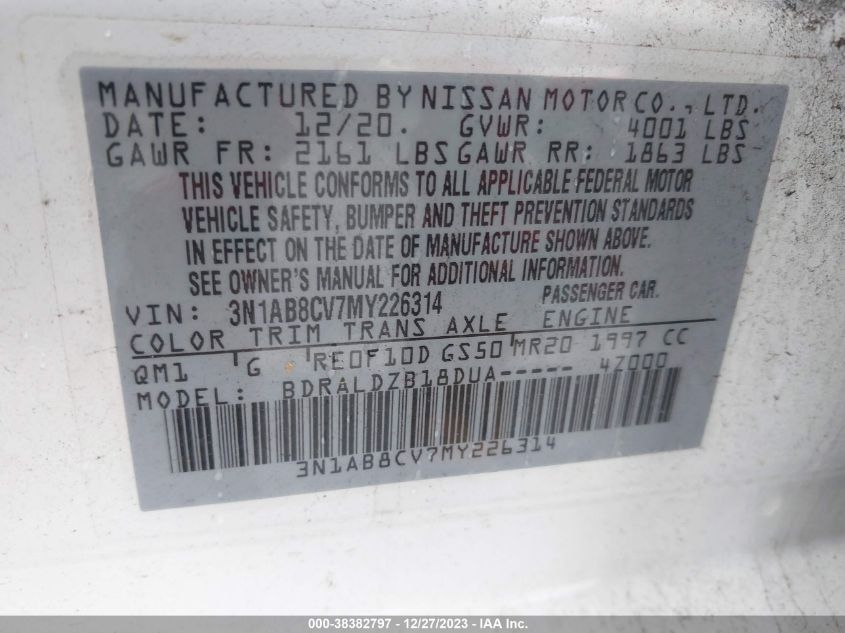 MANUFACTURED BY NISSAN MOTOR CO., LTD.
DATE: 12/20. GVWR: 4001 LBS
GAWR FR: 2161 LBS GAWR RR: 1863 LBS
THIS VEHICLE CONFORMS TO ALL APPLICABLE FEDERAL MOTOR
VEHICLE SAFETY, BUMPER AND THEFT PREVENTION STANDARDS
IN EFFECT ON THE DATE OF MANUFACTURE SHOWN ABOVE.
SEE OWNER'S MANUAL FOR ADDITIONAL INFORMATION.
VIN: 3N1AB8CV7MY226314 PASSENGER CAR.
COLOR TRIM TRANS AXLE ENGINE
QM1 G RE0F10D GS50 MR20 1997 CC
MODEL: BDRALDZB18DUA----- 4Z000
3N1AB8CV7MY226314
000-38382797 - 12/27/2023 - IAA Inc.